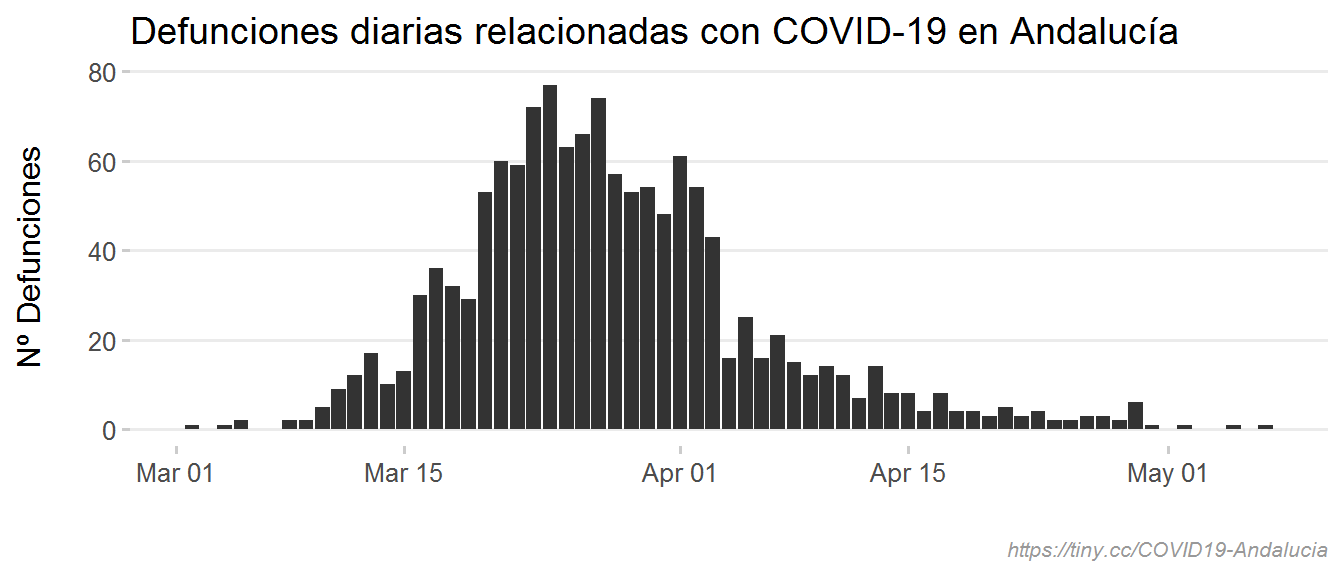 Defunciones diarias relacionadas con COVID-19 en Andalucía
Nº Defunciones
80
60
40
20
0
Mar 01 Mar 15 Apr 01 Apr 15 May 01
https://tiny.cc/COVID19-Andalucia